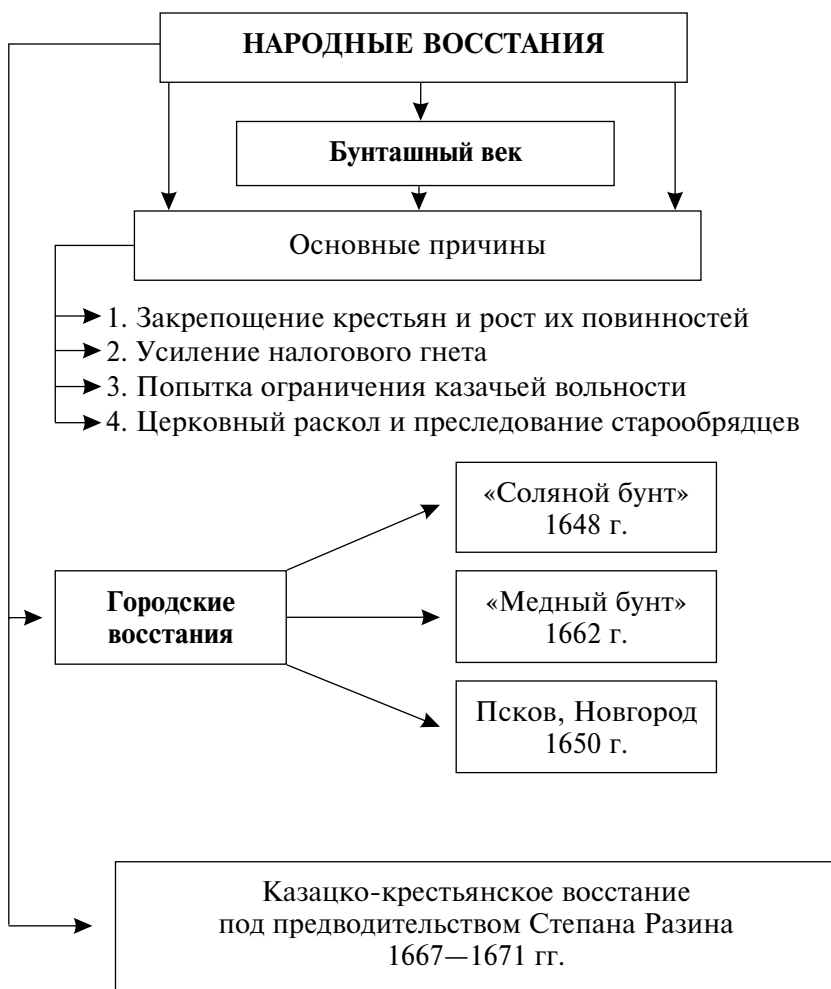 НАРОДНЫЕ ВОССТАНИЯ
Бунташный век
Основные причины
1. Закрепощение крестьян и рост их повинностей
2. Усиление налогового гнета
3. Попытка ограничения казачьей вольности
4. Церковный раскол и преследование старообрядцев
«Соляной бунт»
1648 г.
Городские
восстания
«Медный бунт»
1662 г.
Псков, Новгород
1650 г.
Казацко-крестьянское восстание
под предводительством Степана Разина
1667—1671 гг.